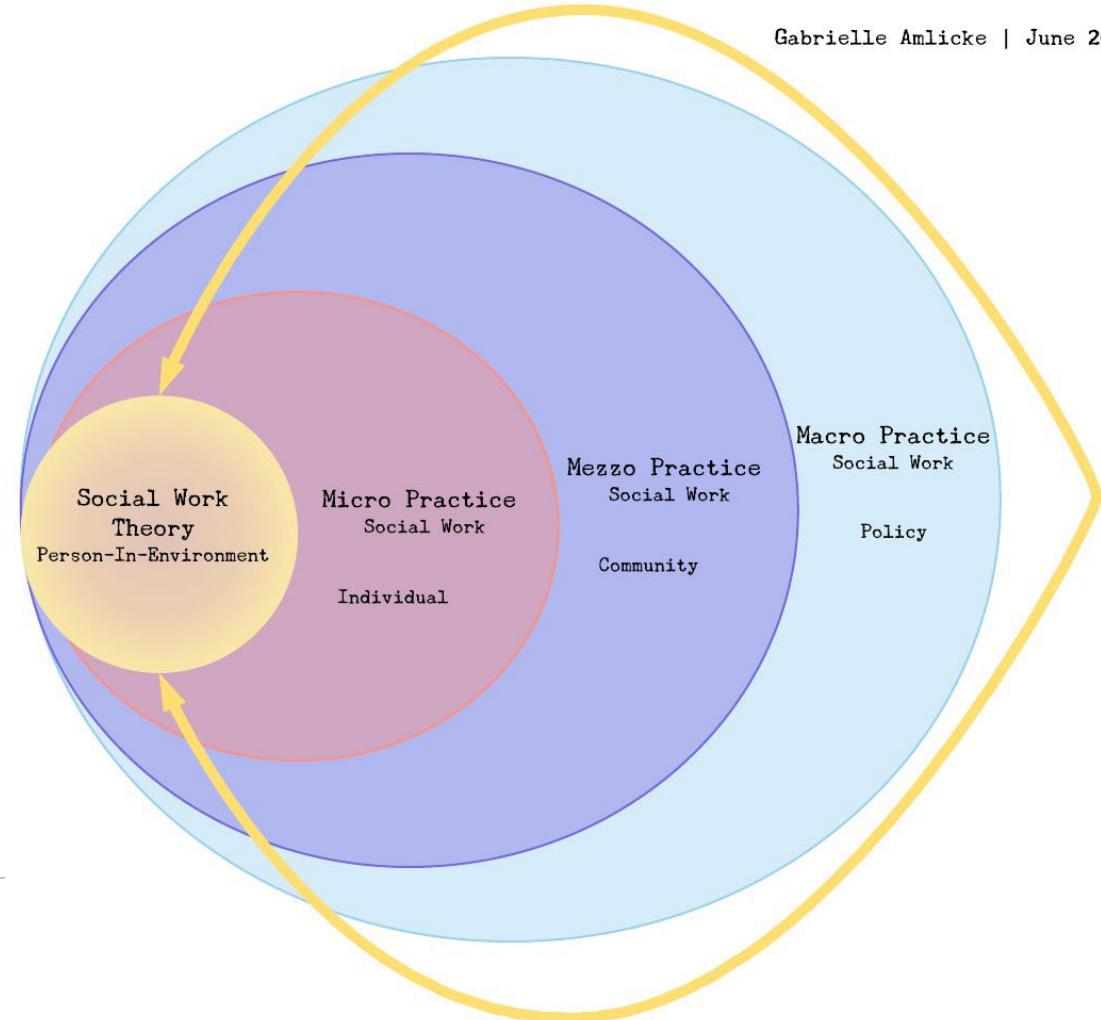 Gabrielle Amlicke | June 2
Macro Practice
Social Work
Policy
Mezzo Practice
Social Work
Community
Micro Practice
Social Work
Individual
Social Work
Theory
Person-In-Environment